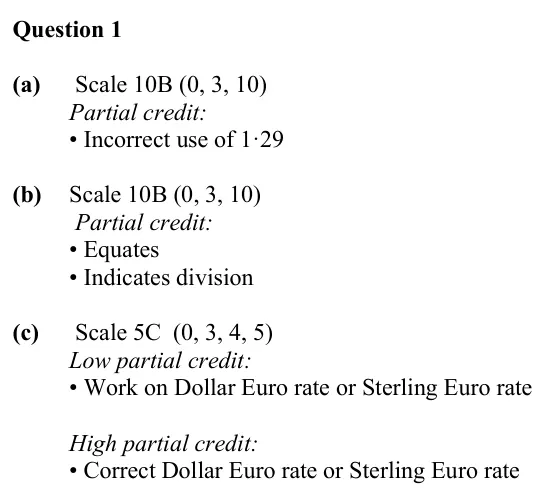 Question 1
(a) Scale 10B (0, 3, 10)
Partial credit:
• Incorrect use of 1·29
(b) Scale 10B (0, 3, 10)
Partial credit:
• Equates
• Indicates division
(c) Scale 5C (0, 3, 4, 5)
Low partial credit:
• Work on Dollar Euro rate or Sterling Euro rate
High partial credit:
• Correct Dollar Euro rate or Sterling Euro rate